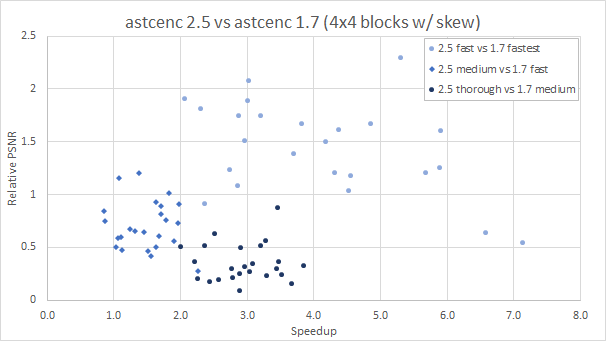 astcenc 2.5 vs astcenc 1.7 (4x4 blocks w/ skew)
2.5
2
1.5
1
0.5
0
Relative PSNR
2.5 fast vs 1.7 fastest
2.5 medium vs 1.7 fast
2.5 thorough vs 1.7 medium
0.0 1.0 2.0 3.0 4.0 5.0 6.0 7.0 8.0
Speedup